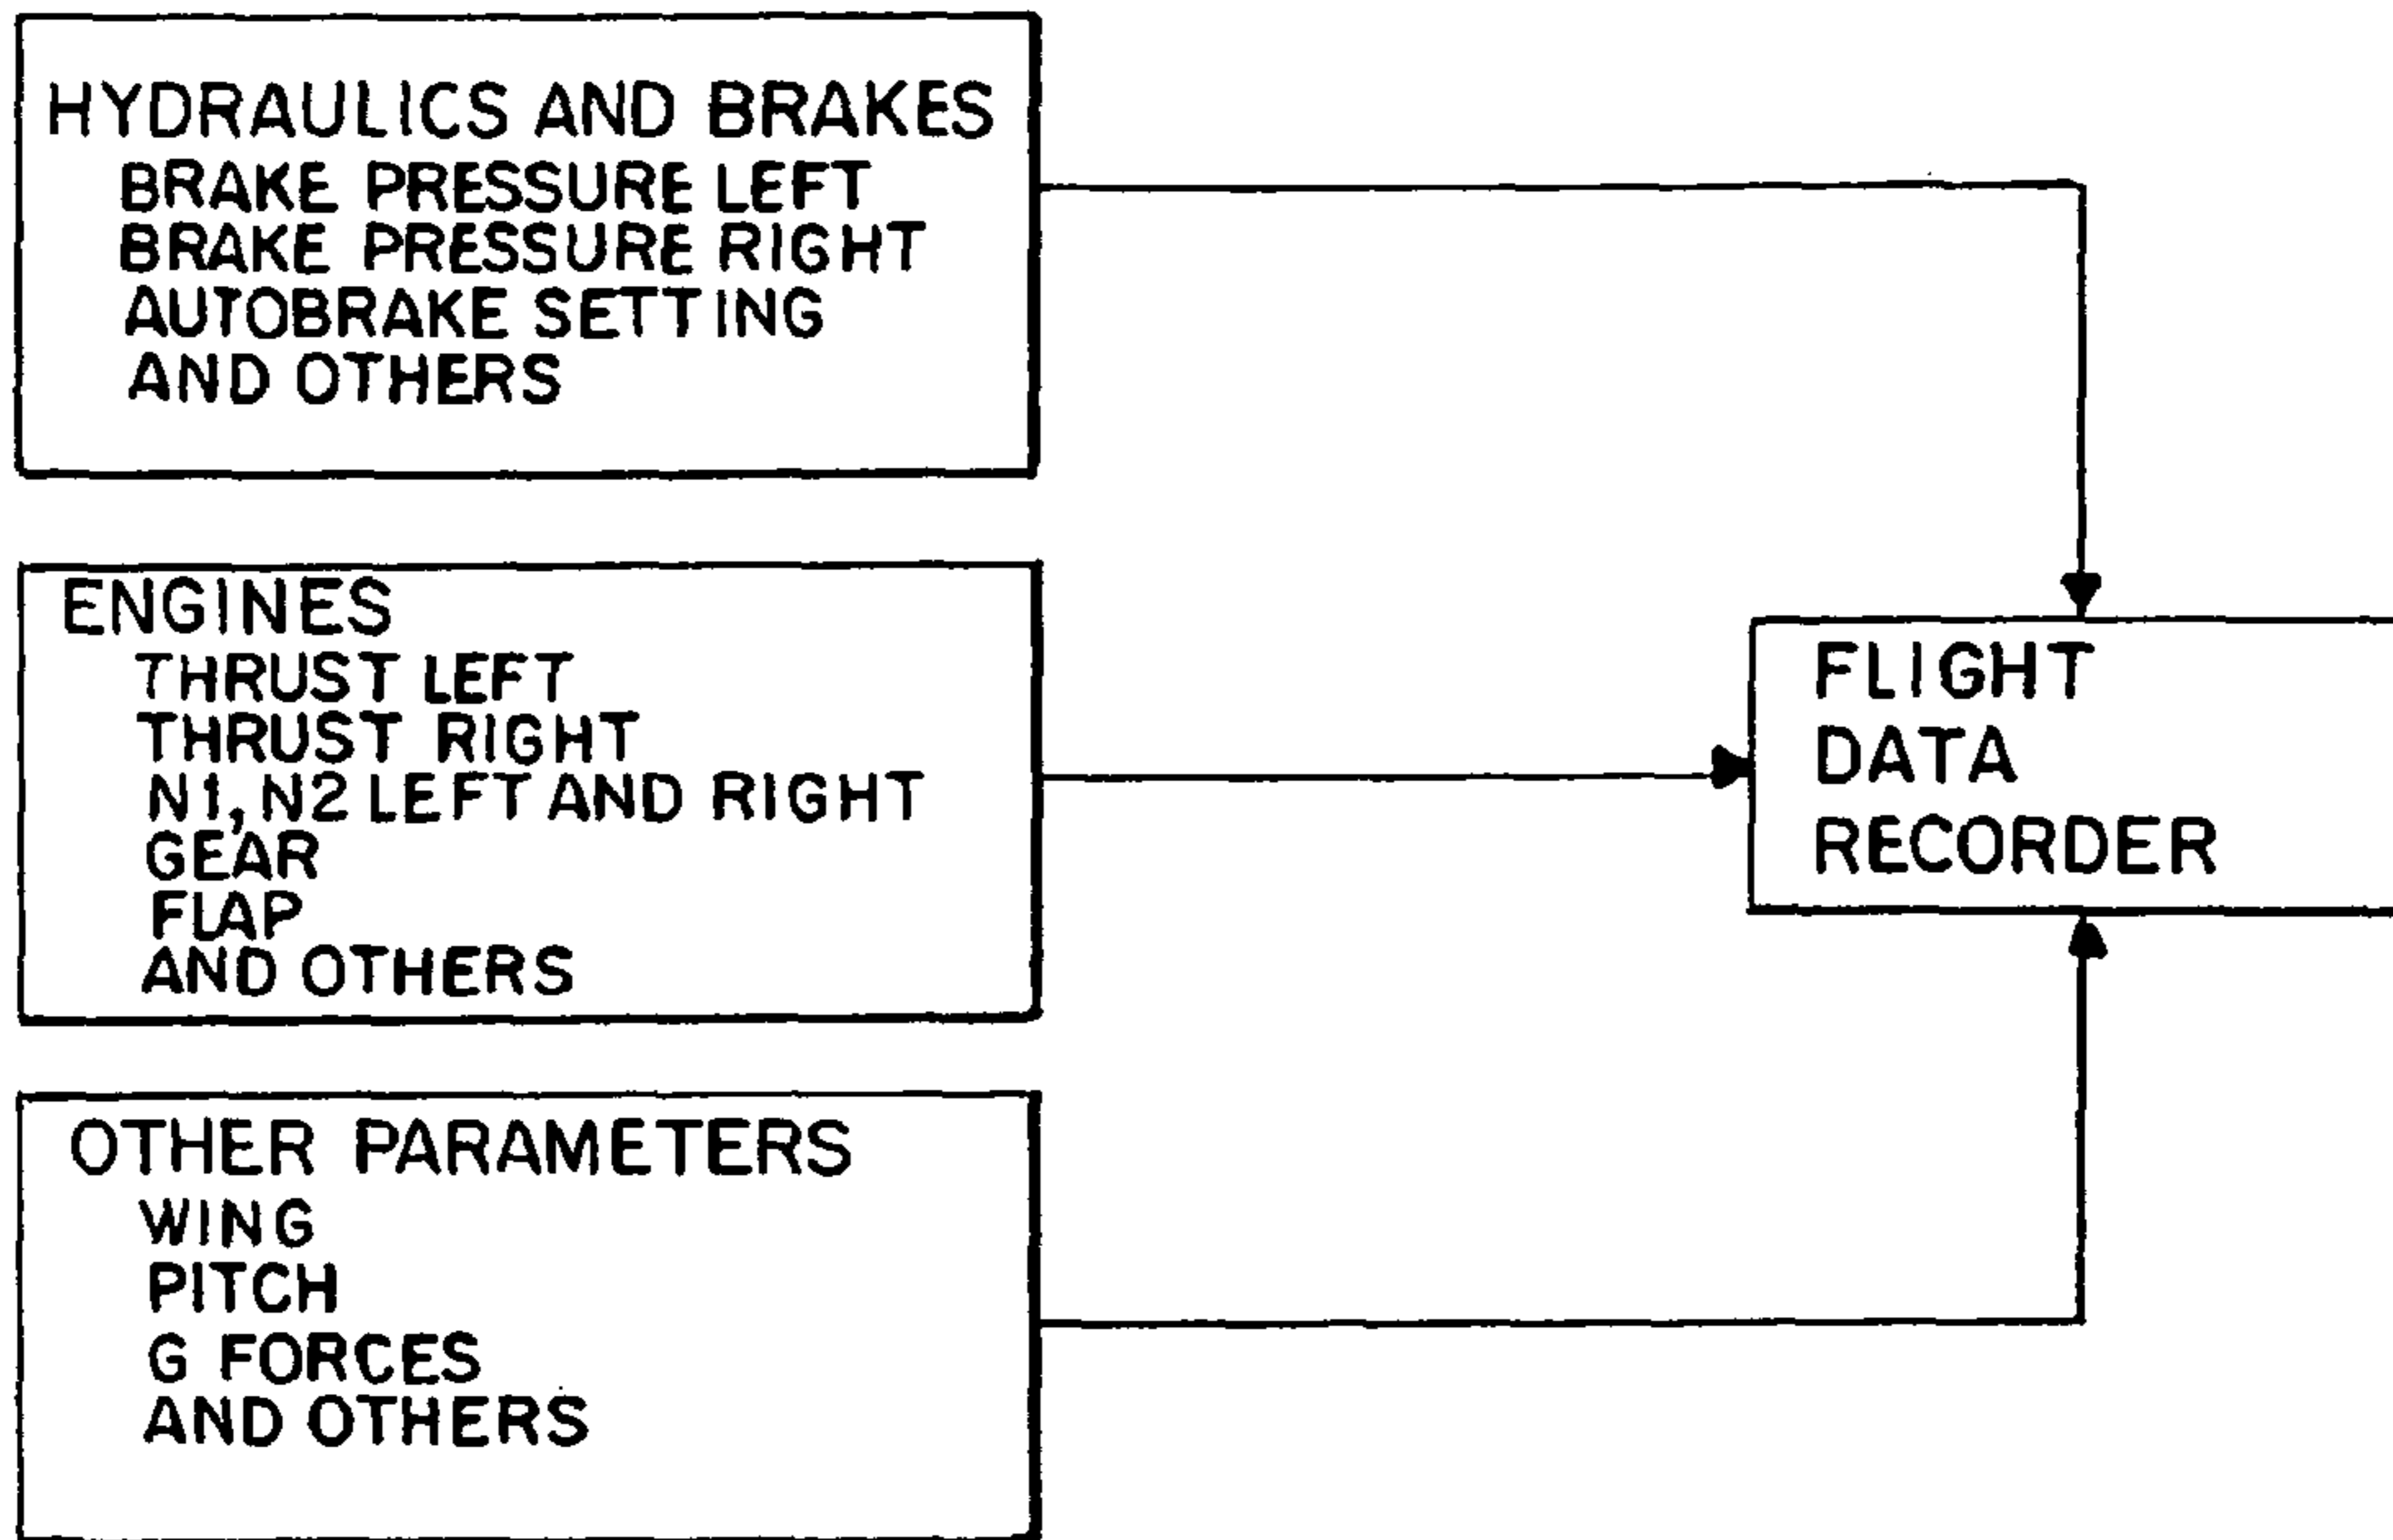 HYDRAULICS AND BRAKES
BRAKE PRESSURE LEFT
BRAKE PRESSURE RIGHT
AUTOBRAKE SETTING
AND OTHERS
ENGINES
THRUST LEFT
THRUST RIGHT
N1, N2 LEFT AND RIGHT
GEAR
FLAP
AND OTHERS
FLIGHT
DATA
RECORDER
OTHER PARAMETERS
WING
PITCH
G FORCES
AND OTHERS